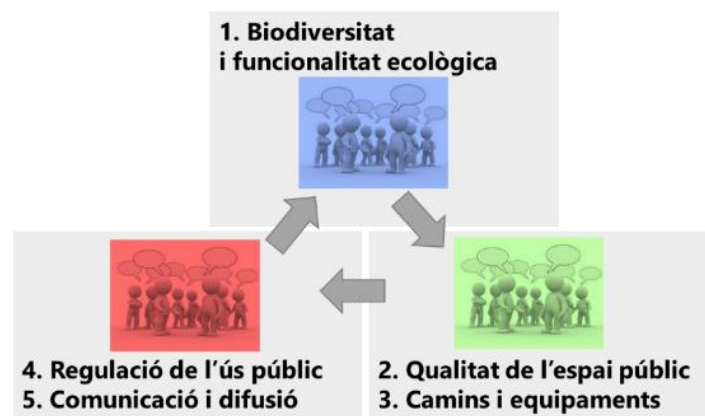 1. Biodiversitat
i funcionalitat ecològica
4. Regulació de l'ús públic
5. Comunicació i difusió
2. Qualitat de l'espai públic
3. Camins i equipaments